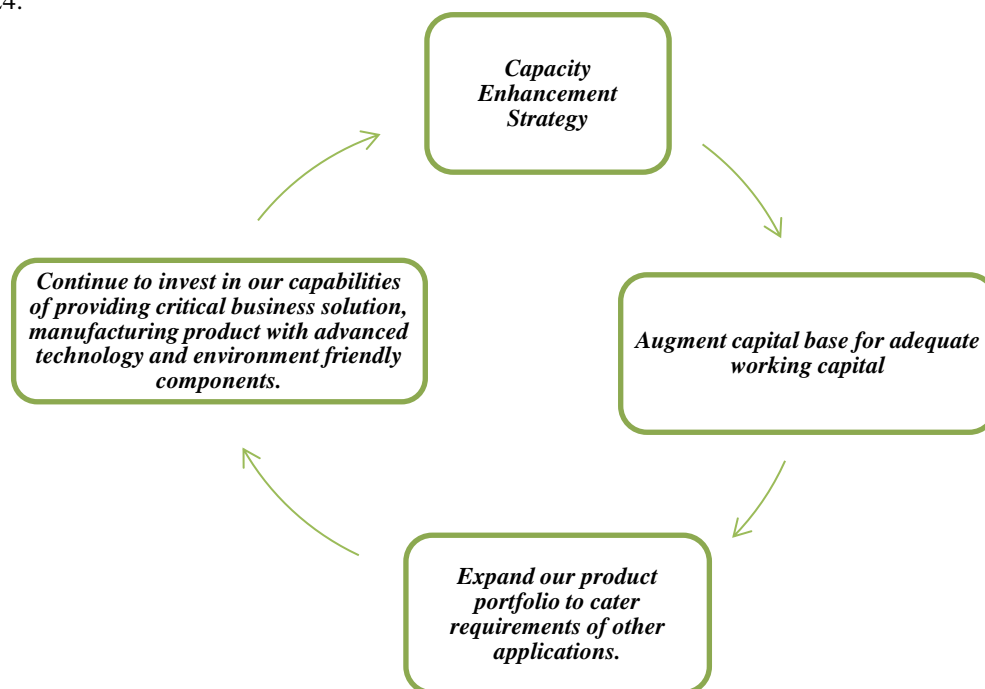 24.
Capacity
Enhancement
Strategy
Augment capital base for adequate
working capital
Expand our product
portfolio to cater
requirements of other
applications.
Continue to invest in our capabilities
of providing critical business solution,
manufacturing product with advanced
technology and environment friendly
components.